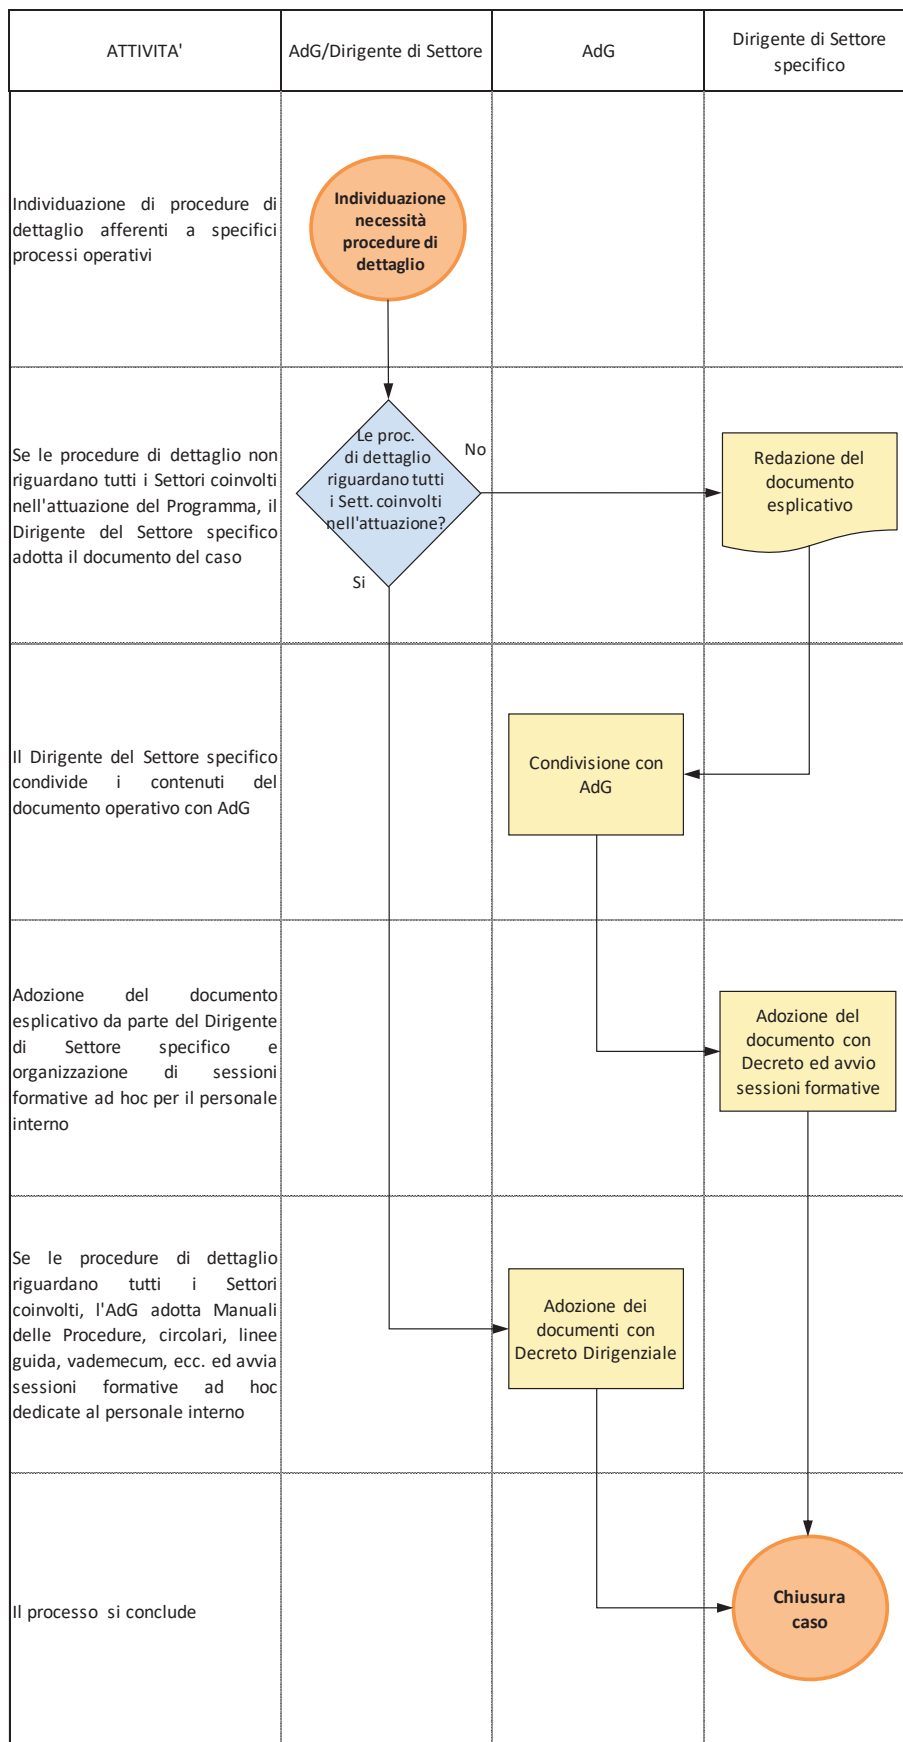 ATTIVITA'
AdG/Dirigente di Settore
AdG
Dirigente di Settore
specifico
Individuazione di procedure di
dettaglio afferenti a specifici
processi operativi
Individuazione
necessità
procedure di
dettaglio
Se le procedure di dettaglio non
riguardano tutti i Settori coinvolti
nell'attuazione del Programma, il
Dirigente del Settore specifico
adotta il documento del caso
Le proc.
di dettaglio
riguardano tutti
i Sett. coinvolti
nell'attuazione?
No
Si
Redazione del
documento
esplicativo
Il Dirigente del Settore specifico
condivide i contenuti del
documento operativo con AdG
Condivisione con
AdG
Adozione del documento
esplicativo da parte del Dirigente
di Settore specifico e
organizzazione di sessioni
formative ad hoc per il personale
interno
Adozione del
documento con
Decreto ed avvio
sessioni formative
Se le procedure di dettaglio
riguardano tutti i Settori
coinvolti, l'AdG adotta Manuali
delle Procedure, circolari, linee
guida, vademecum, ecc. ed avvia
sessioni formative ad hoc
dedicate al personale interno
Adozione dei
documenti con
Decreto Dirigenziale
Il processo si conclude
Chiusura
caso